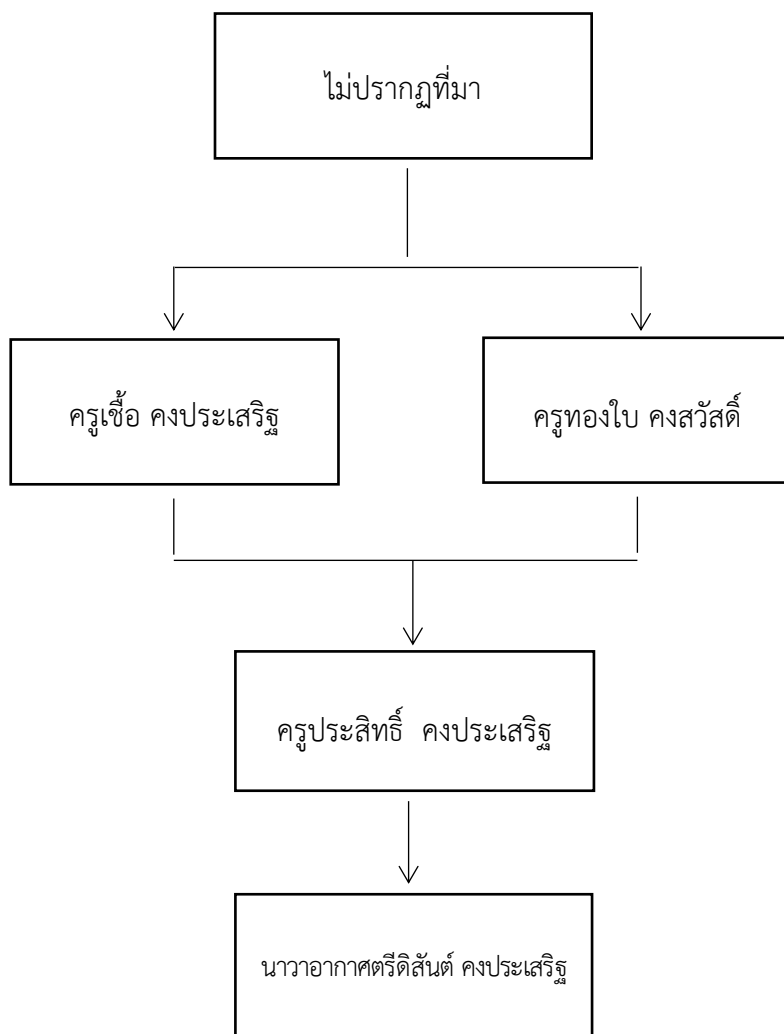 ไม่ปรากฏที่มา
ครูเชื้อ คงประเสริฐ
ครูทองใบ คงสวัสดิ์
ครูประสิทธิ์ คงประเสริฐ
นาวาอากาศตรีดิสันต์ คงประเสริฐ